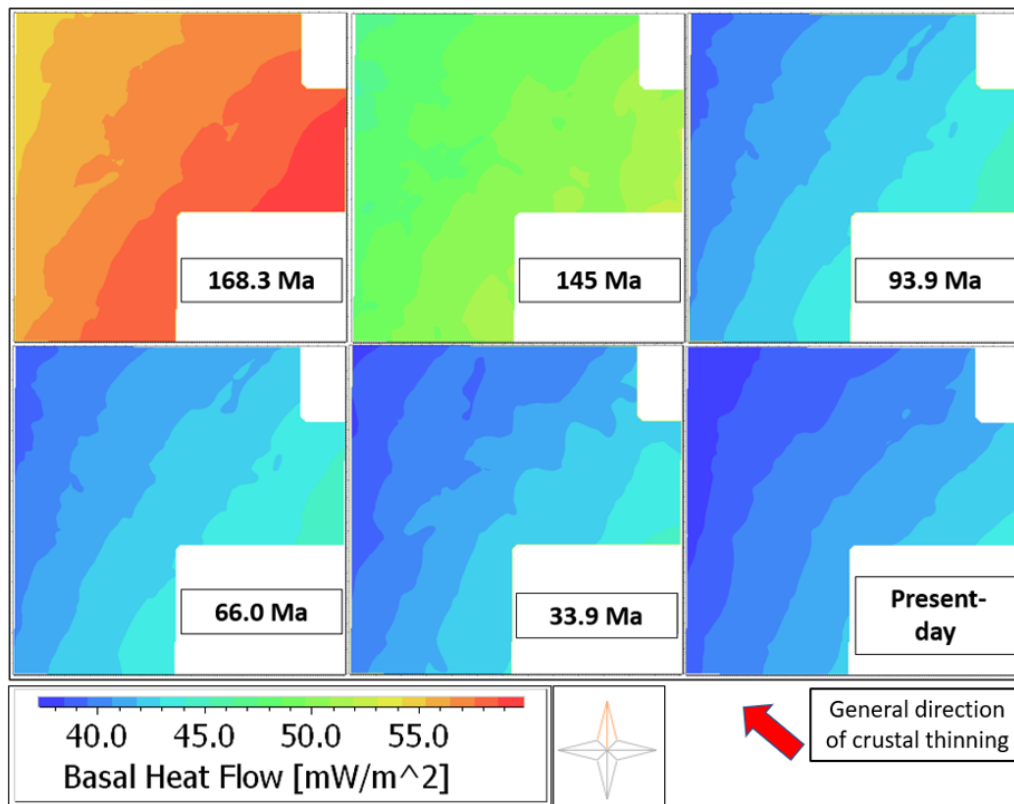 168.3 Ma
145 Ma
93.9 Ma
66.0 Ma
33.9 Ma
Present-
day
40.0 45.0 50.0 55.0
Basal Heat Flow [mW/m^2]
General direction
of crustal thinning